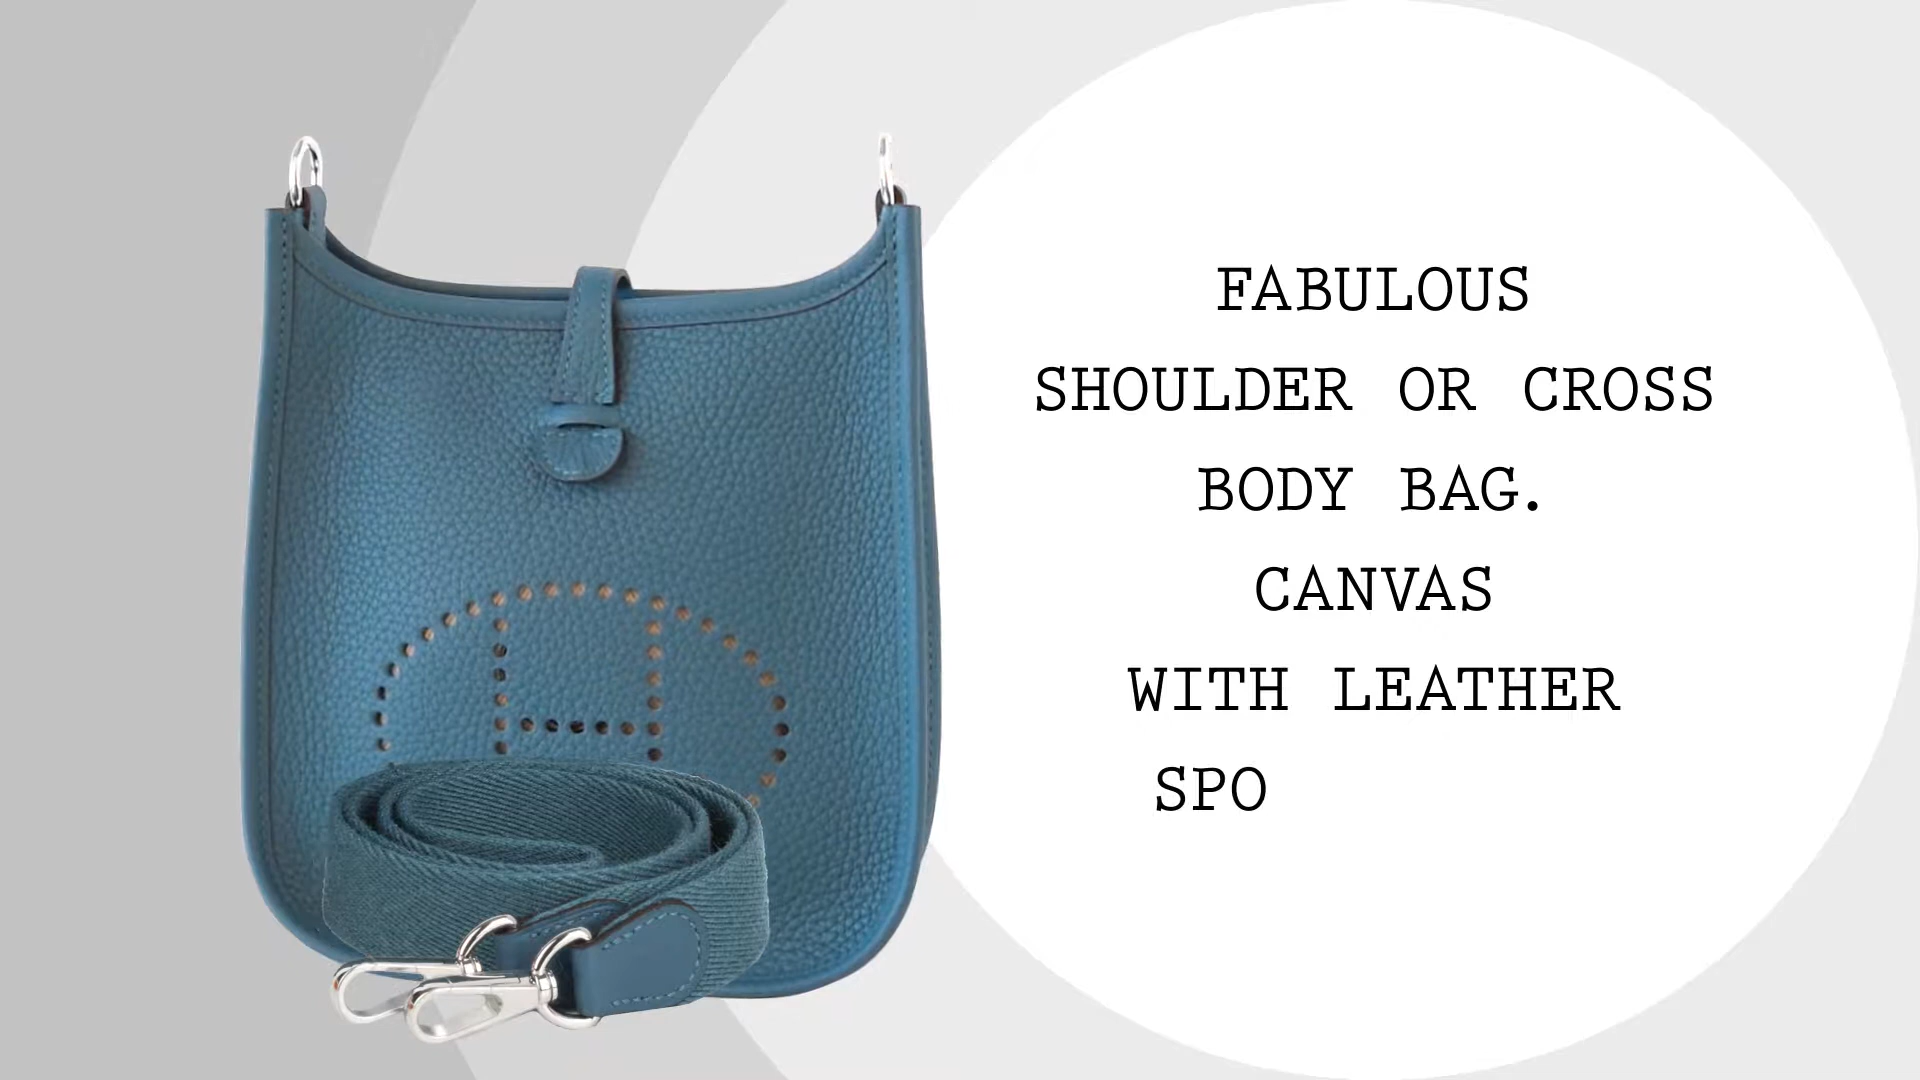 FABULOUS
SHOULDER OR CROSS
BODY BAG.
CANVAS
WITH LEATHER
SPO